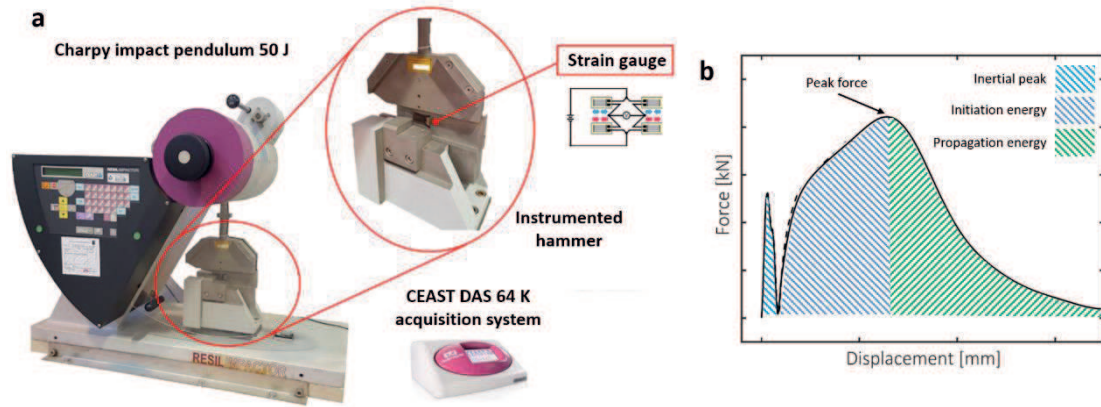 a
Charpy impact pendulum 50 J
Strain gauge
Instrumented
hammer
CEAST DAS 64 K
acquisition system
RESIL
b
Inertial peak
Initiation energy
Propagation energy
Peak force
Force [kN]
Displacement [mm]